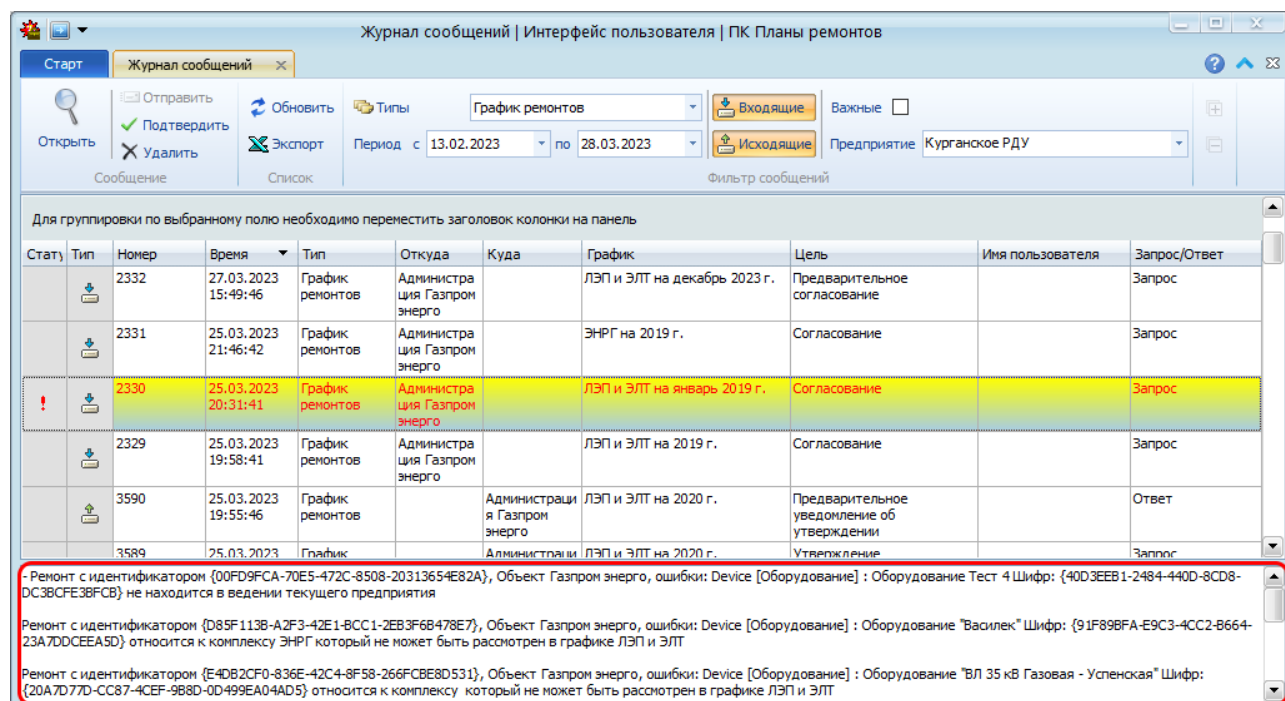 Журнал сообщений | Интерфейс пользователя | ПК Планы ремонтов
Старт Журнал сообщений
Открыть Отправить Подтвердить Удалить Обновить Экспорт
Типы График ремонтов Входящие Важные
Период с 13.02.2023 по 28.03.2023 Исходящие Предприятие Курганское РДУ
Сообщение Список Фильтр сообщений
Для группировки по выбранному полю необходимо переместить заголовок колонки на панель
Стату Тип Номер Время Тип Откуда Куда График Цель Имя пользователя Запрос/Ответ
2332 27.03.2023 График Администра ЛЭП и ЭЛТ на декабрь 2023 г. Предварительное Запрос
15:49:46 ремонтов ция Газпром согласование
энерго
2331 25.03.2023 График Администра ЭНРГ на 2019 г. Согласование Запрос
21:46:42 ремонтов ция Газпром
энерго
! 2330 25.03.2023 График Администра ЛЭП и ЭЛТ на январь 2019 г. Согласование Запрос
20:31:41 ремонтов ция Газпром
энерго
2329 25.03.2023 График Администра ЛЭП и ЭЛТ на 2019 г. Согласование Запрос
19:58:41 ремонтов ция Газпром
энерго
3590 25.03.2023 График Администраци ЛЭП и ЭЛТ на 2020 г. Предварительное Ответ
19:55:46 ремонтов я Газпром уведомление об
энерго утверждении
3589 25.03.2023 График Администраци ЛЭП и ЭЛТ на 2020 г. Утверждение Запрос
- Ремонт с идентификатором {00FD9FCA-70E5-472C-8508-20313654E82A}, Объект Газпром энерго, ошибки: Device [Оборудование] : Оборудование Тест 4 Шифр: {40D3EEB1-2484-440D-8CD8-
DC3BCFE3BFCB} не находится в ведении текущего предприятия
Ремонт с идентификатором {D85F113B-A2F3-42E1-BCC1-2EB3F6B478E7}, Объект Газпром энерго, ошибки: Device [Оборудование] : Оборудование "Василек" Шифр: {91F89BFA-E9C3-4CC2-B664-
23A7DDCEEA5D} относится к комплексу ЭНРГ который не может быть рассмотрен в графике ЛЭП и ЭЛТ
Ремонт с идентификатором {E4DB2CF0-836E-42C4-8F58-266FCBE8D531}, Объект Газпром энерго, ошибки: Device [Оборудование] : Оборудование "ВЛ 35 кВ Газовая - Успенская" Шифр:
{20A7D77D-CC87-4CEF-9B8D-0D499EA04AD5} относится к комплексу который не может быть рассмотрен в графике ЛЭП и ЭЛТ